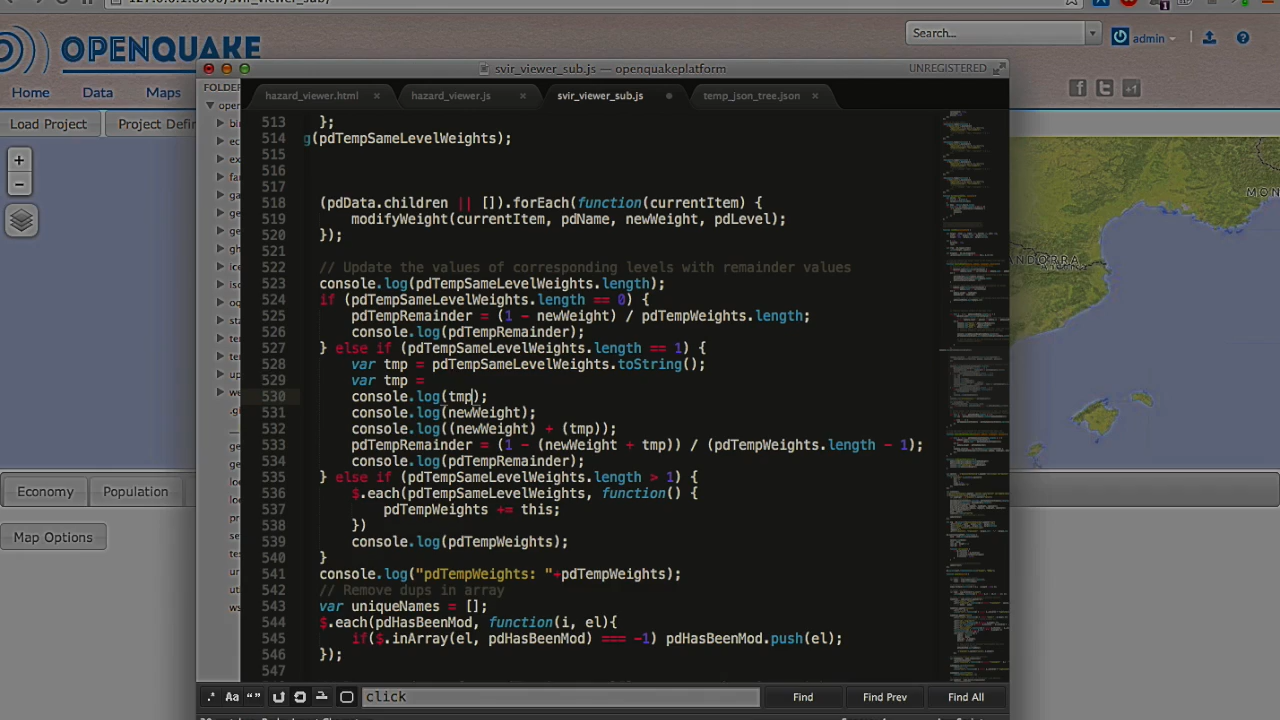 127.0.0.1:8000/svir_viewer_sub/
OPENQUAKE
Search...
admin
Home Data Maps
Load Project
Project Defin
svir_viewer_sub.js — openquakeplatform
UNREGISTERED
FOLDER
hazard_viewer.html
hazard_viewer.js
svir_viewer_sub.js
temp_json_tree.json
513 };
514 g(pdTempSameLevelWeights);
515
516
517
518 (pdData.children || []).forEach(function(currentItem) {
519 modifyWeight(currentItem, pdName, newWeight, pdLevel);
520 });
521
522 // Update the values of corresponding levels with remainder values
523 console.log(pdTempSameLevelWeights.length);
524 if (pdTempSameLevelWeights.length == 0) {
525 pdTempRemainder = (1 - newWeight) / pdTempWeights.length;
526 console.log(pdTempRemainder);
527 } else if (pdTempSameLevelWeights.length == 1) {
528 var tmp = pdTempSameLevelWeights.toString();
529 var tmp =
530 console.log(tmp);
531 console.log(newWeight);
532 console.log((newWeight) + (tmp));
533 pdTempRemainder = (1 - (newWeight + tmp)) / (pdTempWeights.length - 1);
534 console.log(pdTempRemainder);
535 } else if (pdTempSameLevelWeights.length > 1) {
536 $.each(pdTempSameLevelWeights, function() {
537 pdTempWeights += this;
538 })
539 console.log(pdTempWeights);
540 }
541 console.log("pdTempWeight: "+pdTempWeights);
542 // Remove dups in array
543 var uniqueNames = [];
544 $.each(pdHasBeenMod, function(i, el){
545 if($.inArray(el, pdHasBeenMod) === -1) pdHasBeenMod.push(el);
546 });
547
ANDORRA
Economy
Population
Map Options
click
Find
Find Prev
Find All